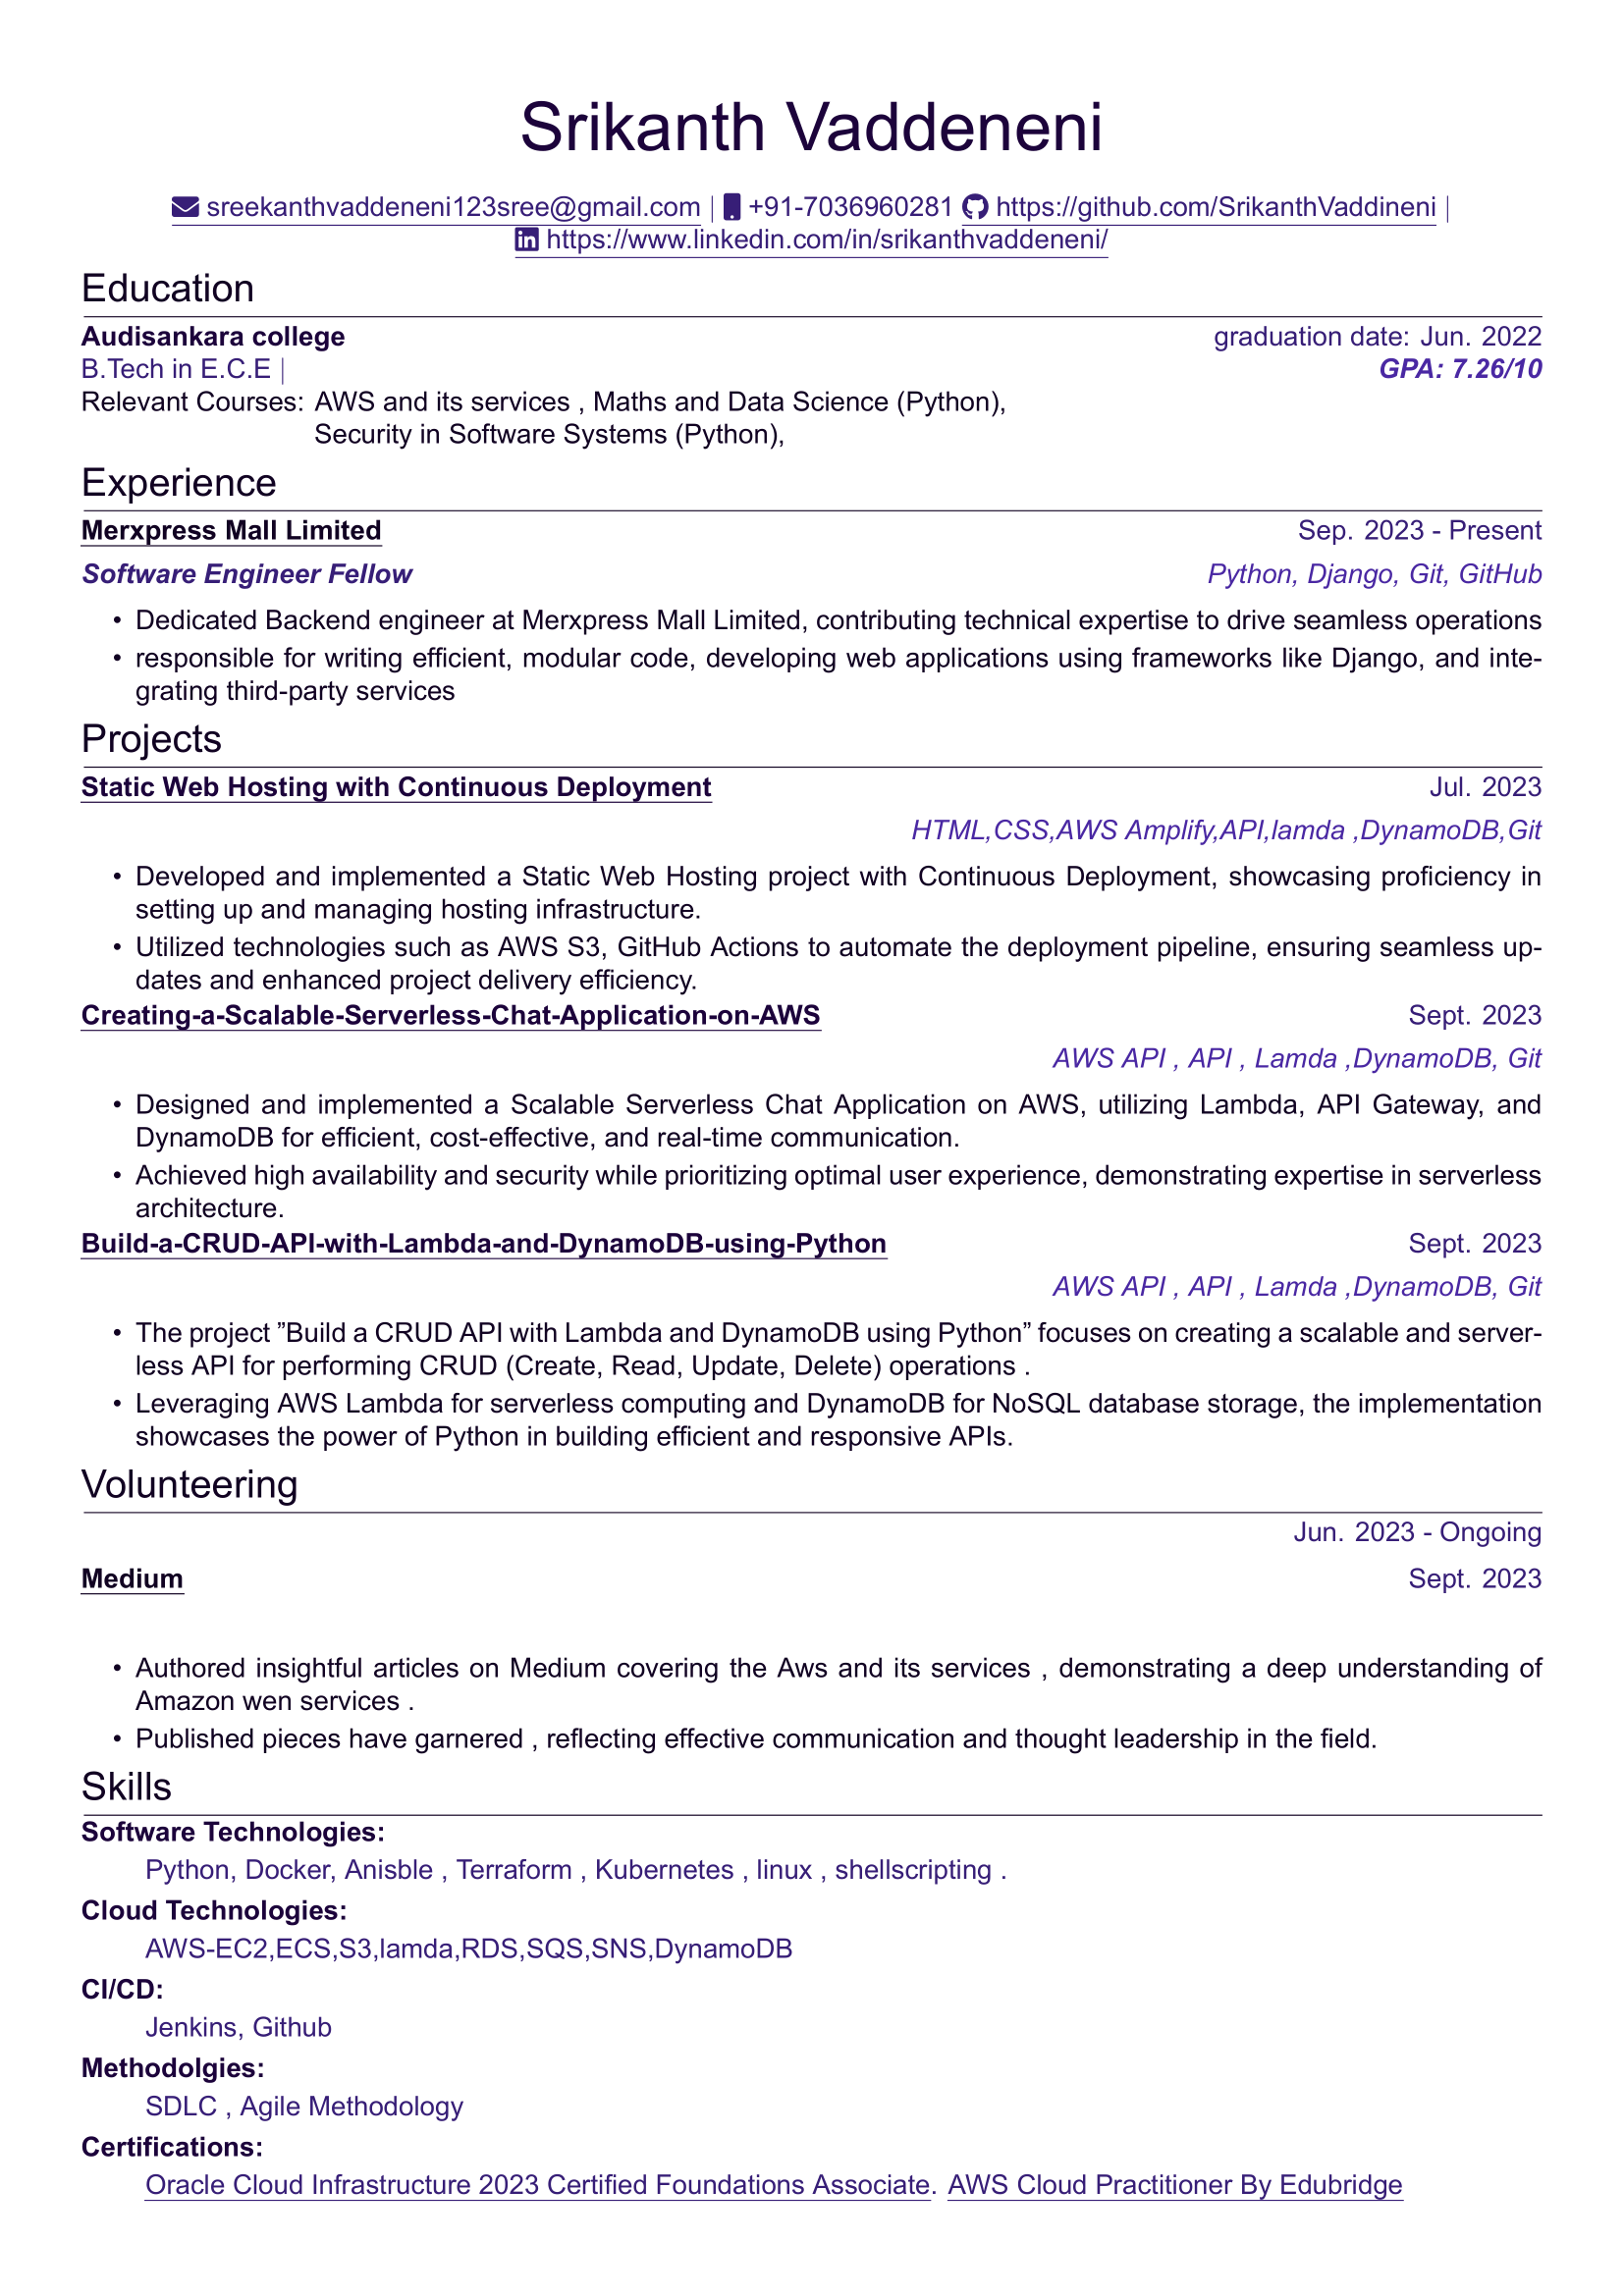 Srikanth Vaddeneni
sreekanthvaddeneni123sree@gmail.com | +91-7036960281 https://github.com/SrikanthVaddineni |
https://www.linkedin.com/in/srikanthvaddeneni/
Education
Audisankara college graduation date: Jun. 2022
B.Tech in E.C.E | GPA: 7.26/10
Relevant Courses: AWS and its services , Maths and Data Science (Python),
Security in Software Systems (Python),
Experience
Merxpress Mall Limited Sep. 2023 - Present
Software Engineer Fellow Python, Django, Git, GitHub
• Dedicated Backend engineer at Merxpress Mall Limited, contributing technical expertise to drive seamless operations
• responsible for writing efficient, modular code, developing web applications using frameworks like Django, and inte-
grating third-party services
Projects
Static Web Hosting with Continuous Deployment Jul. 2023
HTML,CSS,AWS Amplify,API,lamda ,DynamoDB,Git
• Developed and implemented a Static Web Hosting project with Continuous Deployment, showcasing proficiency in
setting up and managing hosting infrastructure.
• Utilized technologies such as AWS S3, GitHub Actions to automate the deployment pipeline, ensuring seamless up-
dates and enhanced project delivery efficiency.
Creating-a-Scalable-Serverless-Chat-Application-on-AWS Sept. 2023
AWS API , API , Lamda ,DynamoDB, Git
• Designed and implemented a Scalable Serverless Chat Application on AWS, utilizing Lambda, API Gateway, and
DynamoDB for efficient, cost-effective, and real-time communication.
• Achieved high availability and security while prioritizing optimal user experience, demonstrating expertise in serverless
architecture.
Build-a-CRUD-API-with-Lambda-and-DynamoDB-using-Python Sept. 2023
AWS API , API , Lamda ,DynamoDB, Git
• The project ”Build a CRUD API with Lambda and DynamoDB using Python” focuses on creating a scalable and server-
less API for performing CRUD (Create, Read, Update, Delete) operations .
• Leveraging AWS Lambda for serverless computing and DynamoDB for NoSQL database storage, the implementation
showcases the power of Python in building efficient and responsive APIs.
Volunteering
Jun. 2023 - Ongoing
Medium Sept. 2023
• Authored insightful articles on Medium covering the Aws and its services , demonstrating a deep understanding of
Amazon wen services .
• Published pieces have garnered , reflecting effective communication and thought leadership in the field.
Skills
Software Technologies:
Python, Docker, Anisble , Terraform , Kubernetes , linux , shellscripting .
Cloud Technologies:
AWS-EC2,ECS,S3,lamda,RDS,SQS,SNS,DynamoDB
CI/CD:
Jenkins, Github
Methodolgies:
SDLC , Agile Methodology
Certifications:
Oracle Cloud Infrastructure 2023 Certified Foundations Associate. AWS Cloud Practitioner By Edubridge